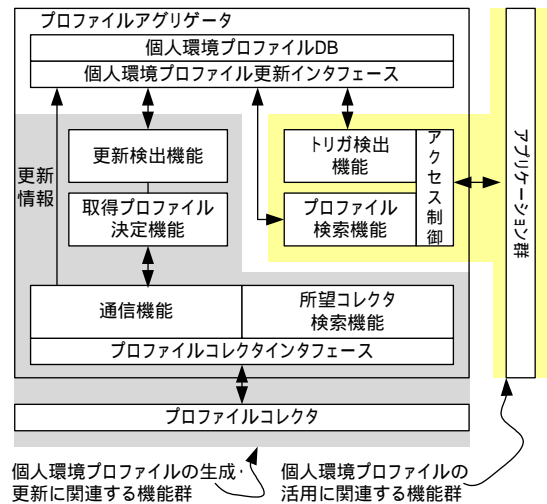 プロファイルアグリゲータ
個人環境プロファイルDB
個人環境プロファイル更新インタフェース
更新
情報
更新検出機能
取得プロファイル
決定機能
トリガ検出
機能
プロファイル
検索機能
アクセス制御
アプリケーション群
通信機能
所望コレクタ
検索機能
プロファイルコレクタインタフェース
プロファイルコレクタ
個人環境プロファイルの生成・
更新に関連する機能群
個人環境プロファイルの
活用に関連する機能群